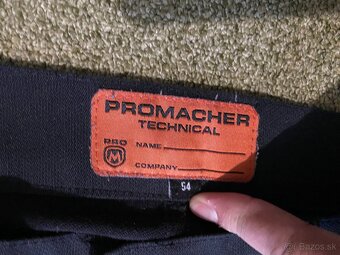 PROMACHER
TECHNICAL
PRO
M
NAME
COMPANY
54
Bazos.sk